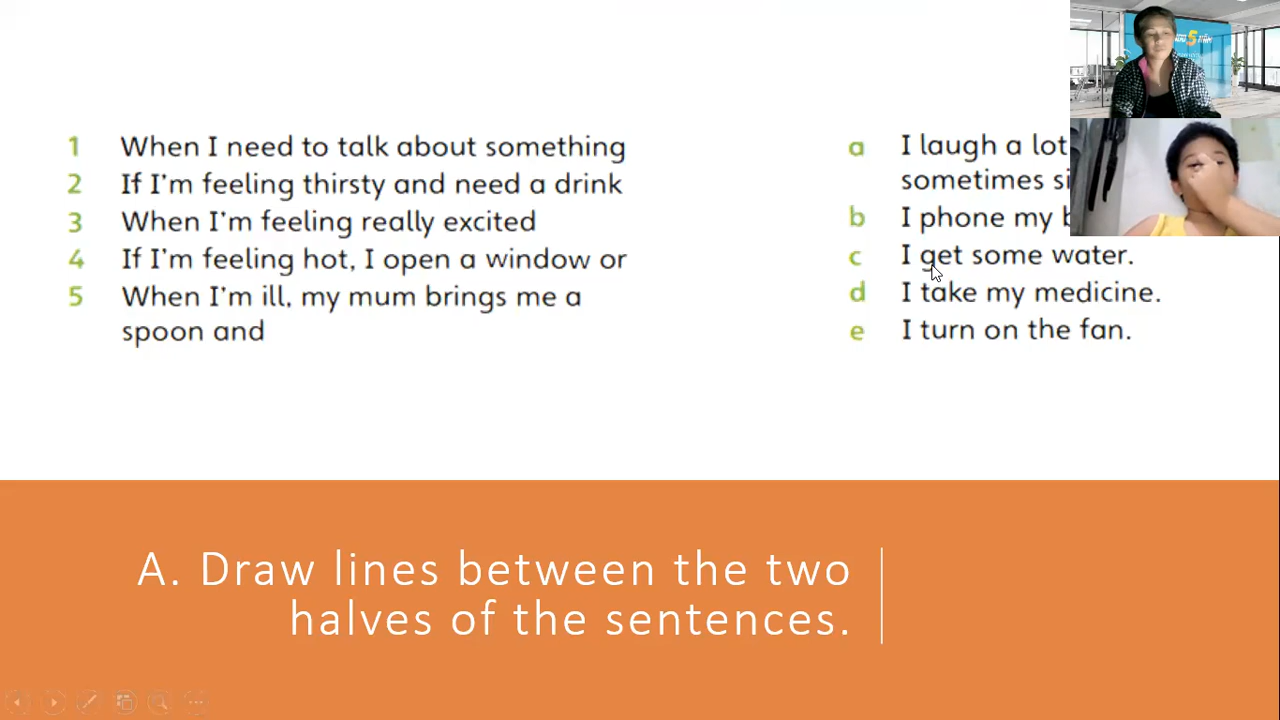 1 When I need to talk about something
2 If I'm feeling thirsty and need a drink
3 When I'm feeling really excited
4 If I'm feeling hot, I open a window or
5 When I'm ill, my mum brings me a
spoon and
a I laugh a lot
sometimes
b I phone my
c I get some water.
d I take my medicine.
e I turn on the fan.
A. Draw lines between the two
halves of the sentences.
5